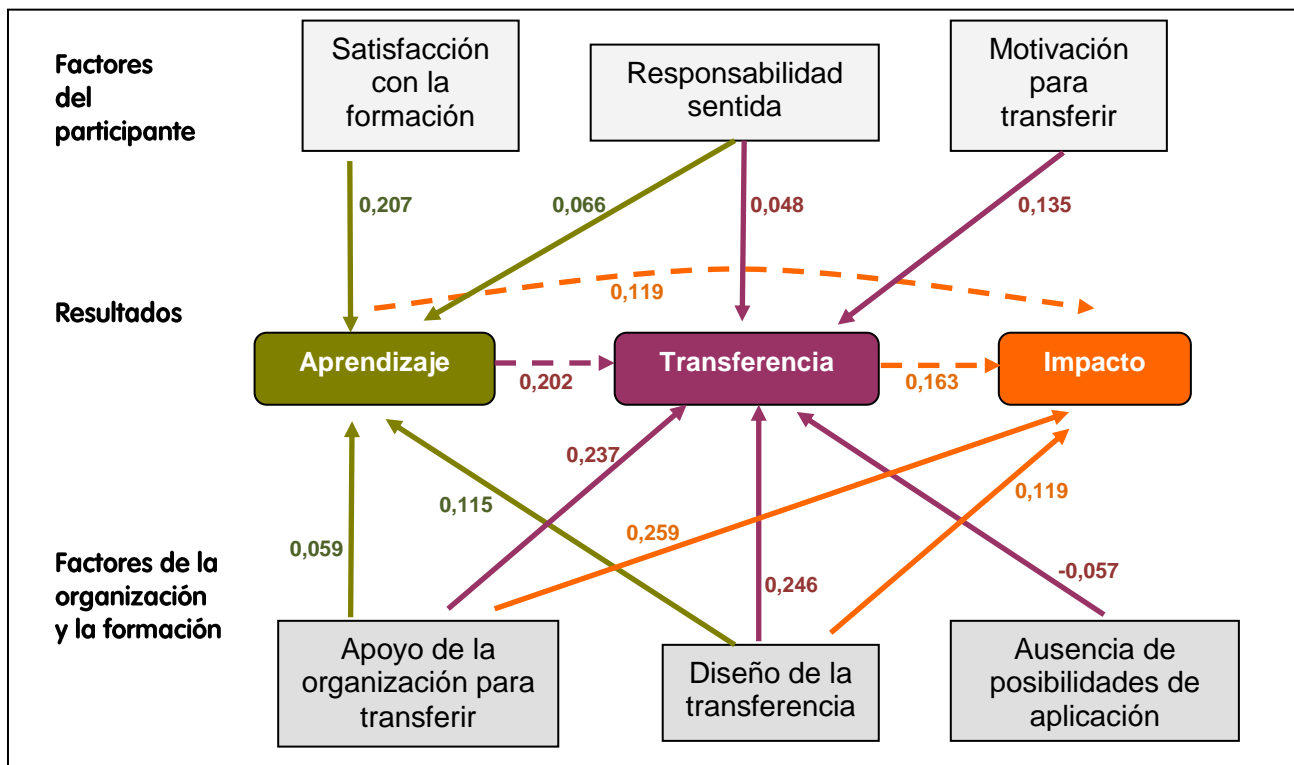 Factores
del
participante
Satisfacción
con la
formación
Responsabilidad
sentida
Motivación
para
transferir
0,207
0,066
0,048
0,135
Resultados
0,119
Aprendizaje
0,202
Transferencia
0,163
Impacto
0,237
0,115
0,259
0,119
0,059
0,246
-0,057
Factores de la
organización
y la formación
Apoyo de la
organización para
transferir
Diseño de la
transferencia
Ausencia de
posibilidades de
aplicación